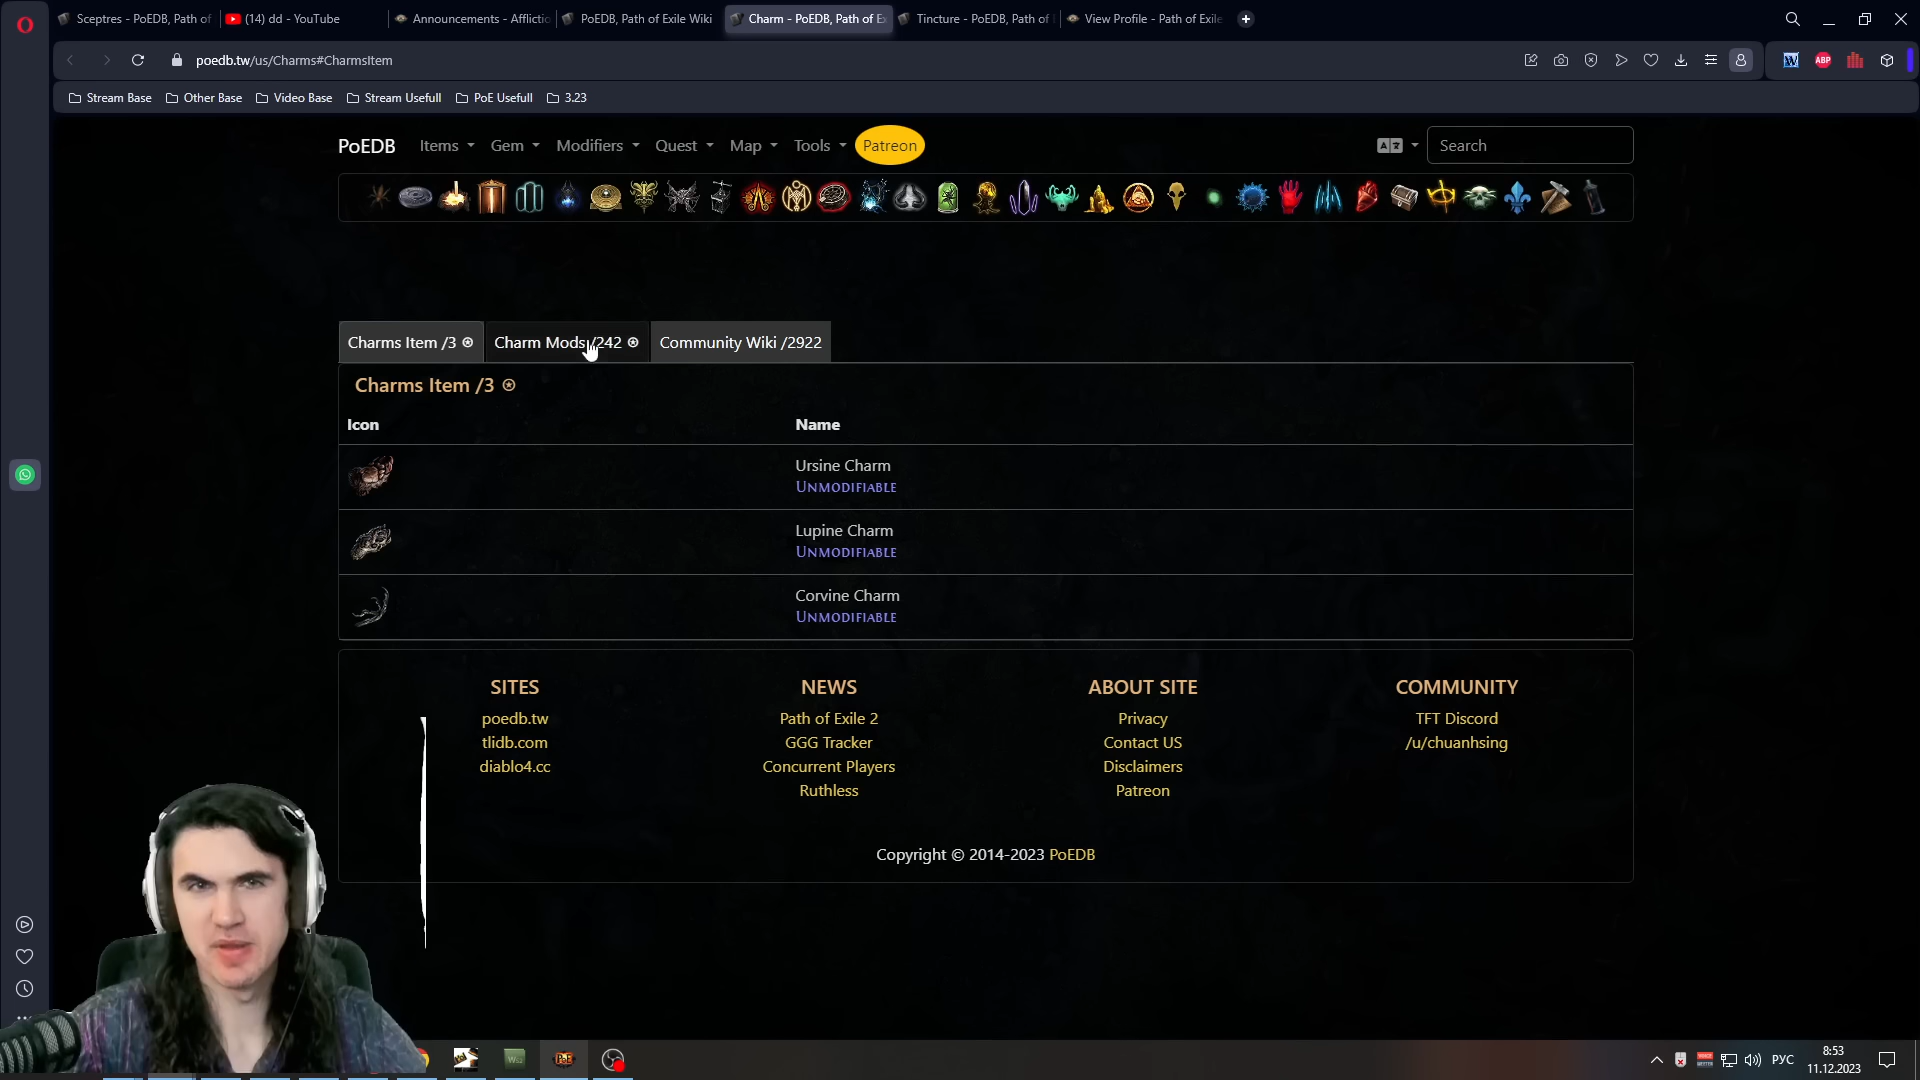 Sceptres - PoEDB, Path of
(14) dd - YouTube
Announcements - Afflictio
PoEDB, Path of Exile Wiki
Charm - PoEDB, Path of Ex
Tincture - PoEDB, Path of
View Profile - Path of Exile
poedb.tw/us/Charms#CharmsItem
ABP
Stream Base
Other Base
Video Base
Stream Usefull
PoE Usefull
3.23
PoEDB
Items
Gem
Modifiers
Quest
Map
Tools
Patreon
Search
Charms Item /3
Charm Mods /242
Community Wiki /2922
Charms Item /3
Icon
Name
Ursine Charm
UNMODIFIABLE
Lupine Charm
UNMODIFIABLE
Corvine Charm
UNMODIFIABLE
SITES
poedb.tw
tlidb.com
diablo4.cc
NEWS
Path of Exile 2
GGG Tracker
Concurrent Players
Ruthless
ABOUT SITE
Privacy
Contact US
Disclaimers
Patreon
COMMUNITY
TFT Discord
/u/chuanhsing
Copyright © 2014-2023 PoEDB
PoE
РУС
8:53
11.12.2023